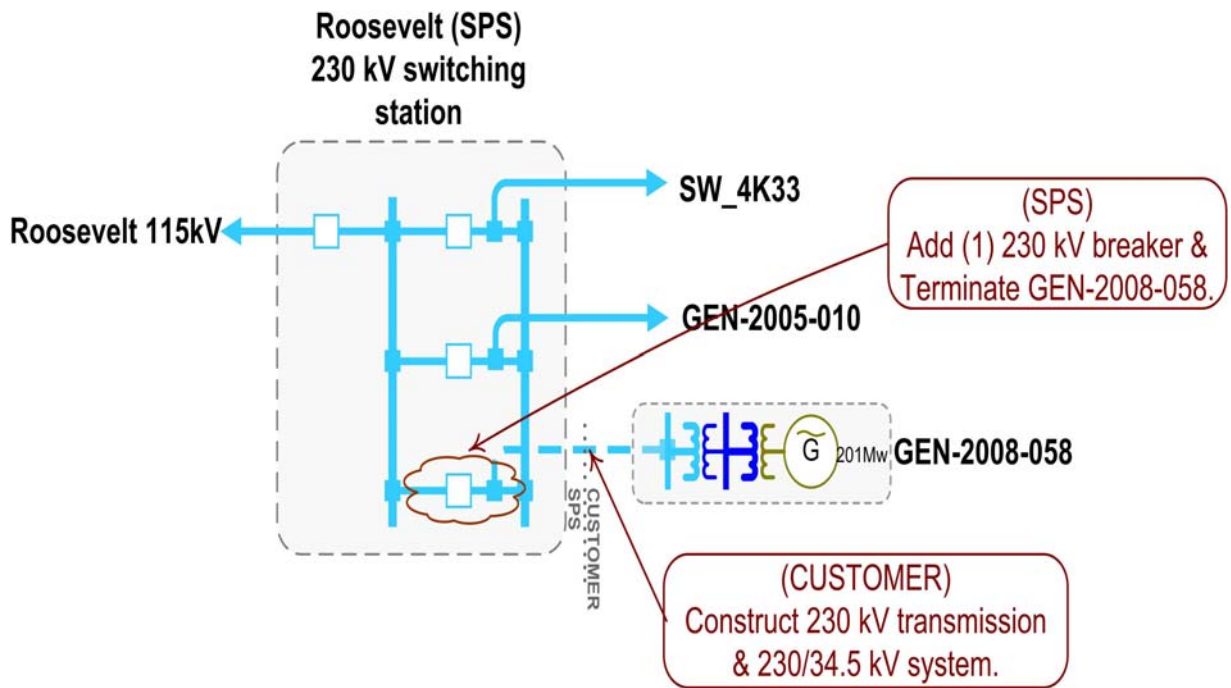 Roosevelt (SPS)
230 kV switching
station
SW_4K33
Roosevelt 115kV
(SPS)
Add (1) 230 kV breaker &
Terminate GEN-2008-058.
GEN-2005-010
G
201Mw
GEN-2008-058
CUSTOMER
SPS
(CUSTOMER)
Construct 230 kV transmission
& 230/34.5 kV system.